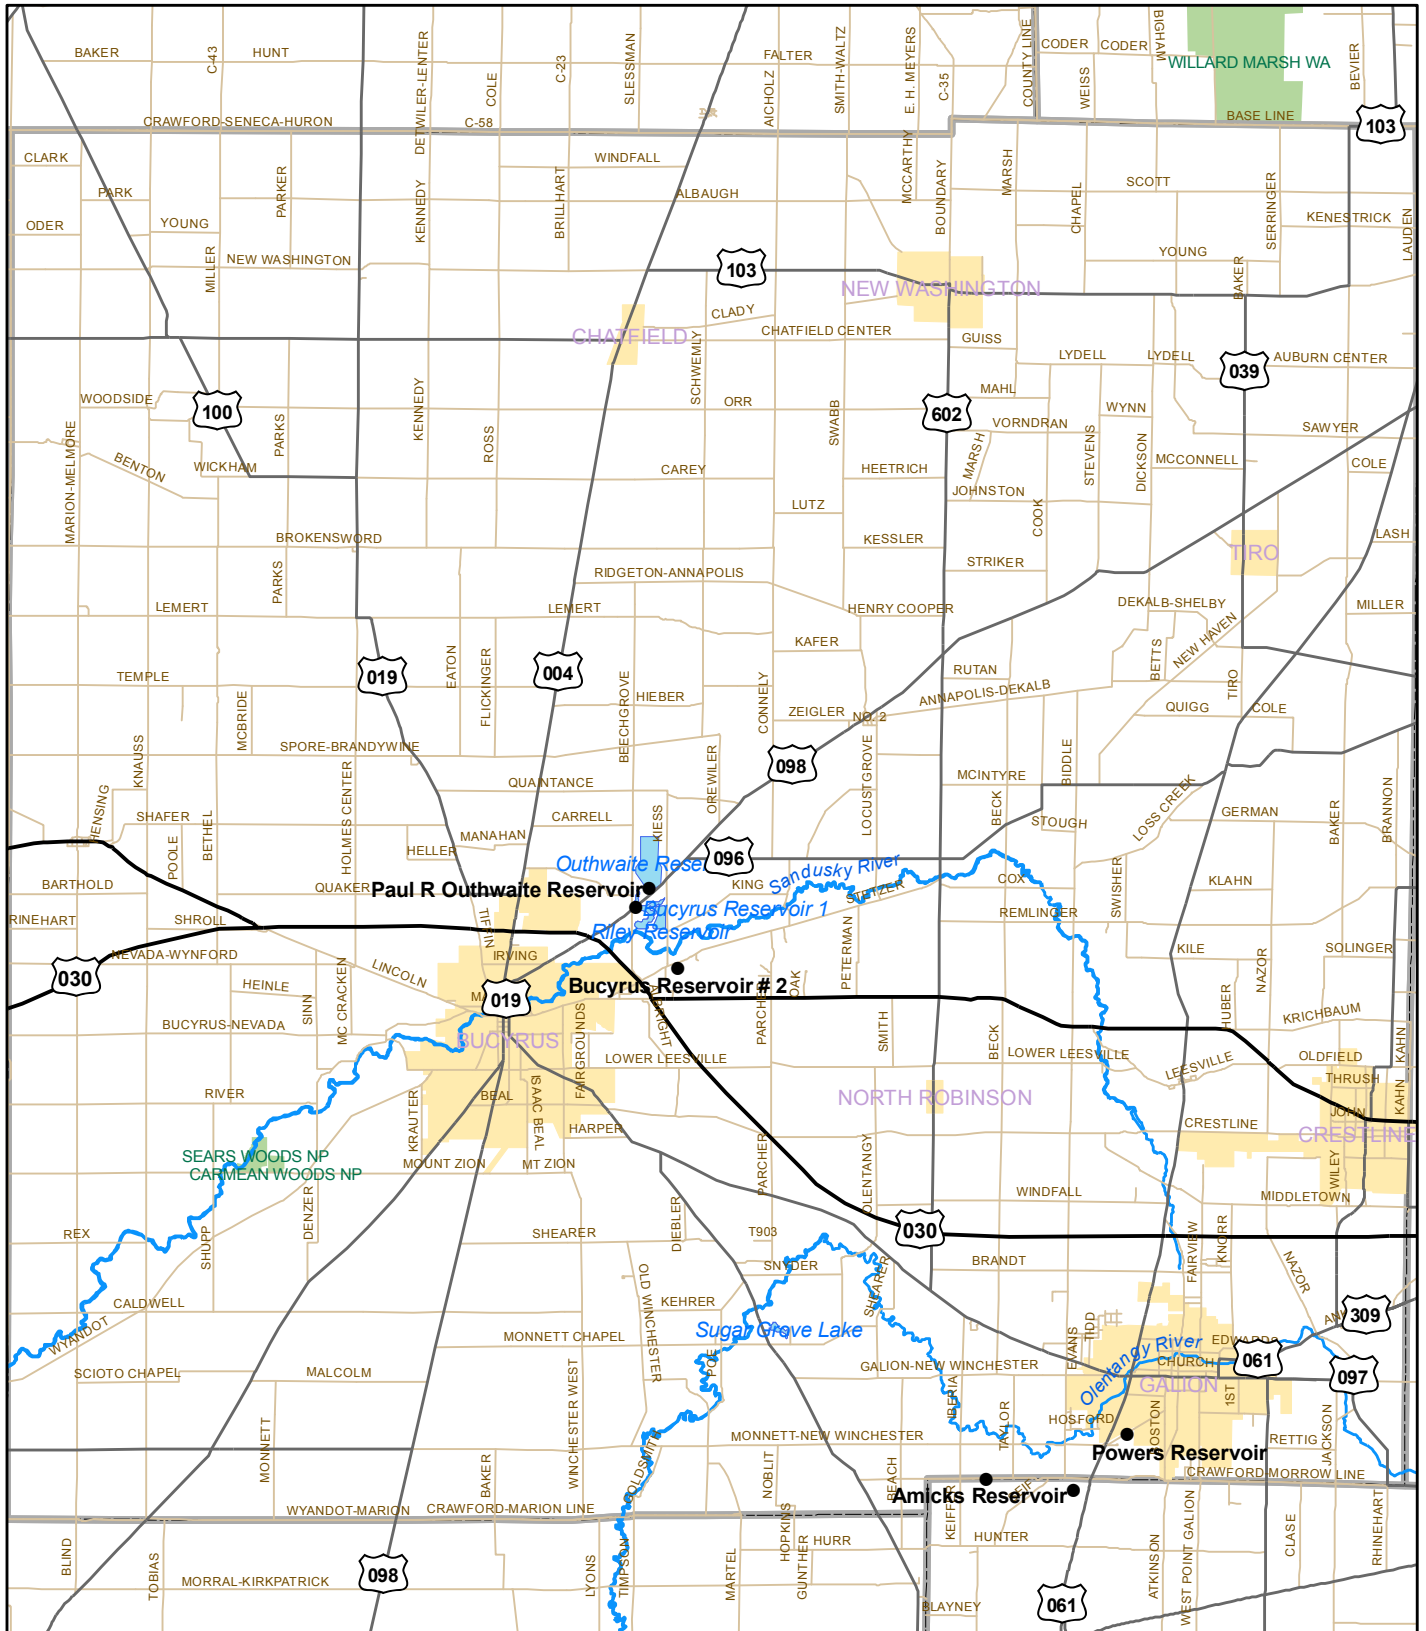 BAKER
C-43
HUNT
DETWILER-LENTER
COLE
C-23
SLESSMAN
FALTER
AICHOLZ
SMITH-WALTZ
E. H. MEYERS
C-35
COUNTY LINE
CODER
CODER
WEISS
BIGHAM
WILLARD MARSH WA
BEVIER
CRAWFORD-SENECA-HURON
C-58
BASE LINE
103
CLARK
WINDFALL
PARK
PARKER
KENNEDY
BRILLHART
ALBAUGH
MCCARTHY
BOUNDARY
MARSH
CHAPEL
SCOTT
SERRINGER
KENESTRICK
LAUDEN
ODER
YOUNG
MILLER
NEW WASHINGTON
103
YOUNG
BAKER
NEW WASHINGTON
CLADY
CHATFIELD
CHATFIELD CENTER
SCHWEMLY
GUISS
LYDELL
LYDELL
AUBURN CENTER
039
WOODSIDE
100
KENNEDY
ORR
SWABB
602
MAHL
VORNDRAN
WYNN
SAWYER
MARION-MELMORE
BENTON
WICKHAM
PARKS
ROSS
CAREY
HEETRICH
MARSH
STEVENS
DICKSON
MCCONNELL
COLE
JOHNSTON
LUTZ
COOK
BROKENSWORD
KESSLER
STRIKER
TIRO
LASH
PARKS
RIDGETON-ANNAPOLIS
LEMERT
LEMERT
HENRY COOPER
DEKALB-SHELBY
MILLER
KAFER
BETTS
NEW HAVEN
TEMPLE
019
EATON
FLICKINGER
004
BEECHGROVE
HIEBER
CONNELY
RUTAN
ANNAPOLIS-DEKALB
TIRO
MCBRIDE
ZEIGLER
NO. 2
QUIGG
COLE
KNAUSS
SPORE-BRANDYWINE
OREWILER
098
LOCUSTGROVE
BIDDLE
HENSING
HOLMES CENTER
QUAINTANCE
MCINTYRE
BECK
LOSS CREEK
SHAFER
POOLE
BETHEL
MANAHAN
CARRELL
KIESS
STOUGH
GERMAN
BAKER
BRANNON
HELLER
Outhwaite Rese
096
Sandusky River
BARTHOLD
QUAKER
Paul R Outhwaite Reservoir
KING
STETZER
COX
SWISHER
KLAHN
RINEHART
SHROLL
TIFFIN
Bucyrus Reservoir 1
REMLINGER
Riley Reservoir
NEVADA-WYNFORD
LINCOLN
IRVING
PETERMAN
KILE
NAZOR
SOLINGER
030
HEINLE
SINN
MC CRACKEN
019
Bucyrus Reservoir # 2
OAK
PARCHER
HUBER
KRICHBAUM
BUCYRUS-NEVADA
BUCYRUS
FAIRGROUNDS
SMITH
BECK
LOWER LEESVILLE
LOWER LEESVILLE
LEESVILLE
OLDFIELD
KAHN
RIVER
KRAUTER
BEAL
ISAAC BEAL
NORTH ROBINSON
THRUSH
JOHN
KAHN
HARPER
CRESTLINE
CRESTLINE
SEARS WOODS NP
CARMEAN WOODS NP
MOUNT ZION
MT ZION
PARCHER
OLENTANGY
WILEY
DENZER
WINDFALL
MIDDLETOWN
REX
SHUPP
SHEARER
DIEBLER
T903
030
FAIRVIEW
KNORR
SNYDER
BRANDT
NAZOR
OLD WINCHESTER
SHEARER
CALDWELL
KEHRER
WYANDOT
MONNETT CHAPEL
Sugar Grove Lake
EVANS
TIDD
Olentangy River
309
SCIOTO CHAPEL
MALCOLM
POE
GALION-NEW WINCHESTER
CHURCH
061
097
WINCHESTER WEST
IBERIA
GALION
1ST
MONNETT
TAYLOR
HOSFORD
BOSTON
MONNETT-NEW WINCHESTER
RETTIG
JACKSON
Powers Reservoir
BAKER
GOLDSMITH
NOBLIT
BEACH
CRAWFORD-MORROW LINE
Amicks Reservoir
WYANDOT-MARION
CRAWFORD-MARION LINE
KEIFFER
HOPKINS
HURR
HUNTER
WEST POINT GALION
CLASE
RHINEHART
BLIND
TOBIAS
MORRAL-KIRKPATRICK
098
LYONS
TIMPSON
MARTEL
GUNTHER
BLAYNEY
061
ATKINSON